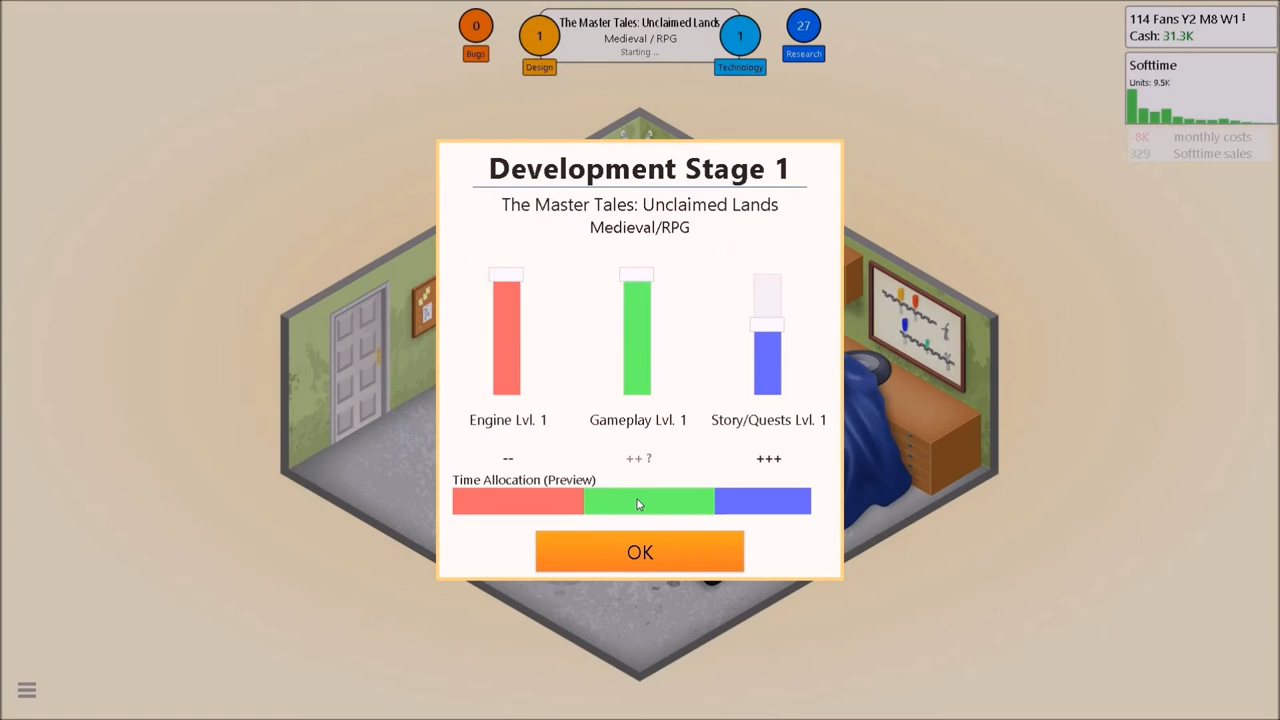 0
Bugs
1
Design
The Master Tales: Unclaimed Lands
Medieval / RPG
Starting ...
1
Technology
27
Research
114 Fans Y2 M8 W1
Cash: 31.3K
Softtime
Units: 9.5K
-8K monthly costs
329 Softtime sales
Development Stage 1
The Master Tales: Unclaimed Lands
Medieval/RPG
Engine Lvl. 1 Gameplay Lvl. 1 Story/Quests Lvl. 1
-- ++ ? +++
Time Allocation (Preview)
OK